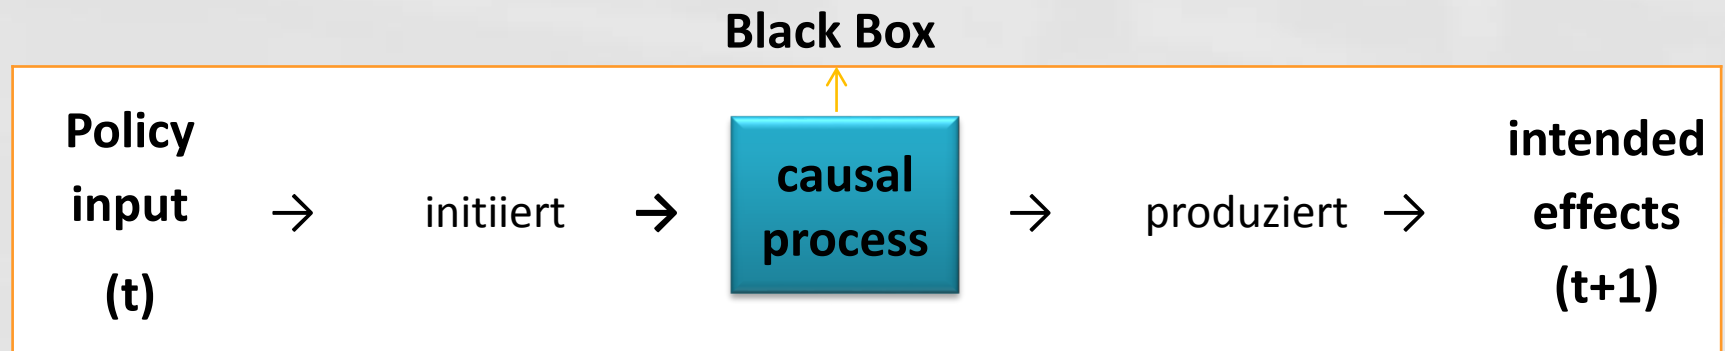 Black Box
Policy
input
(t)
→ initiiert →
causal
process
→ produziert →
intended
effects
(t+1)